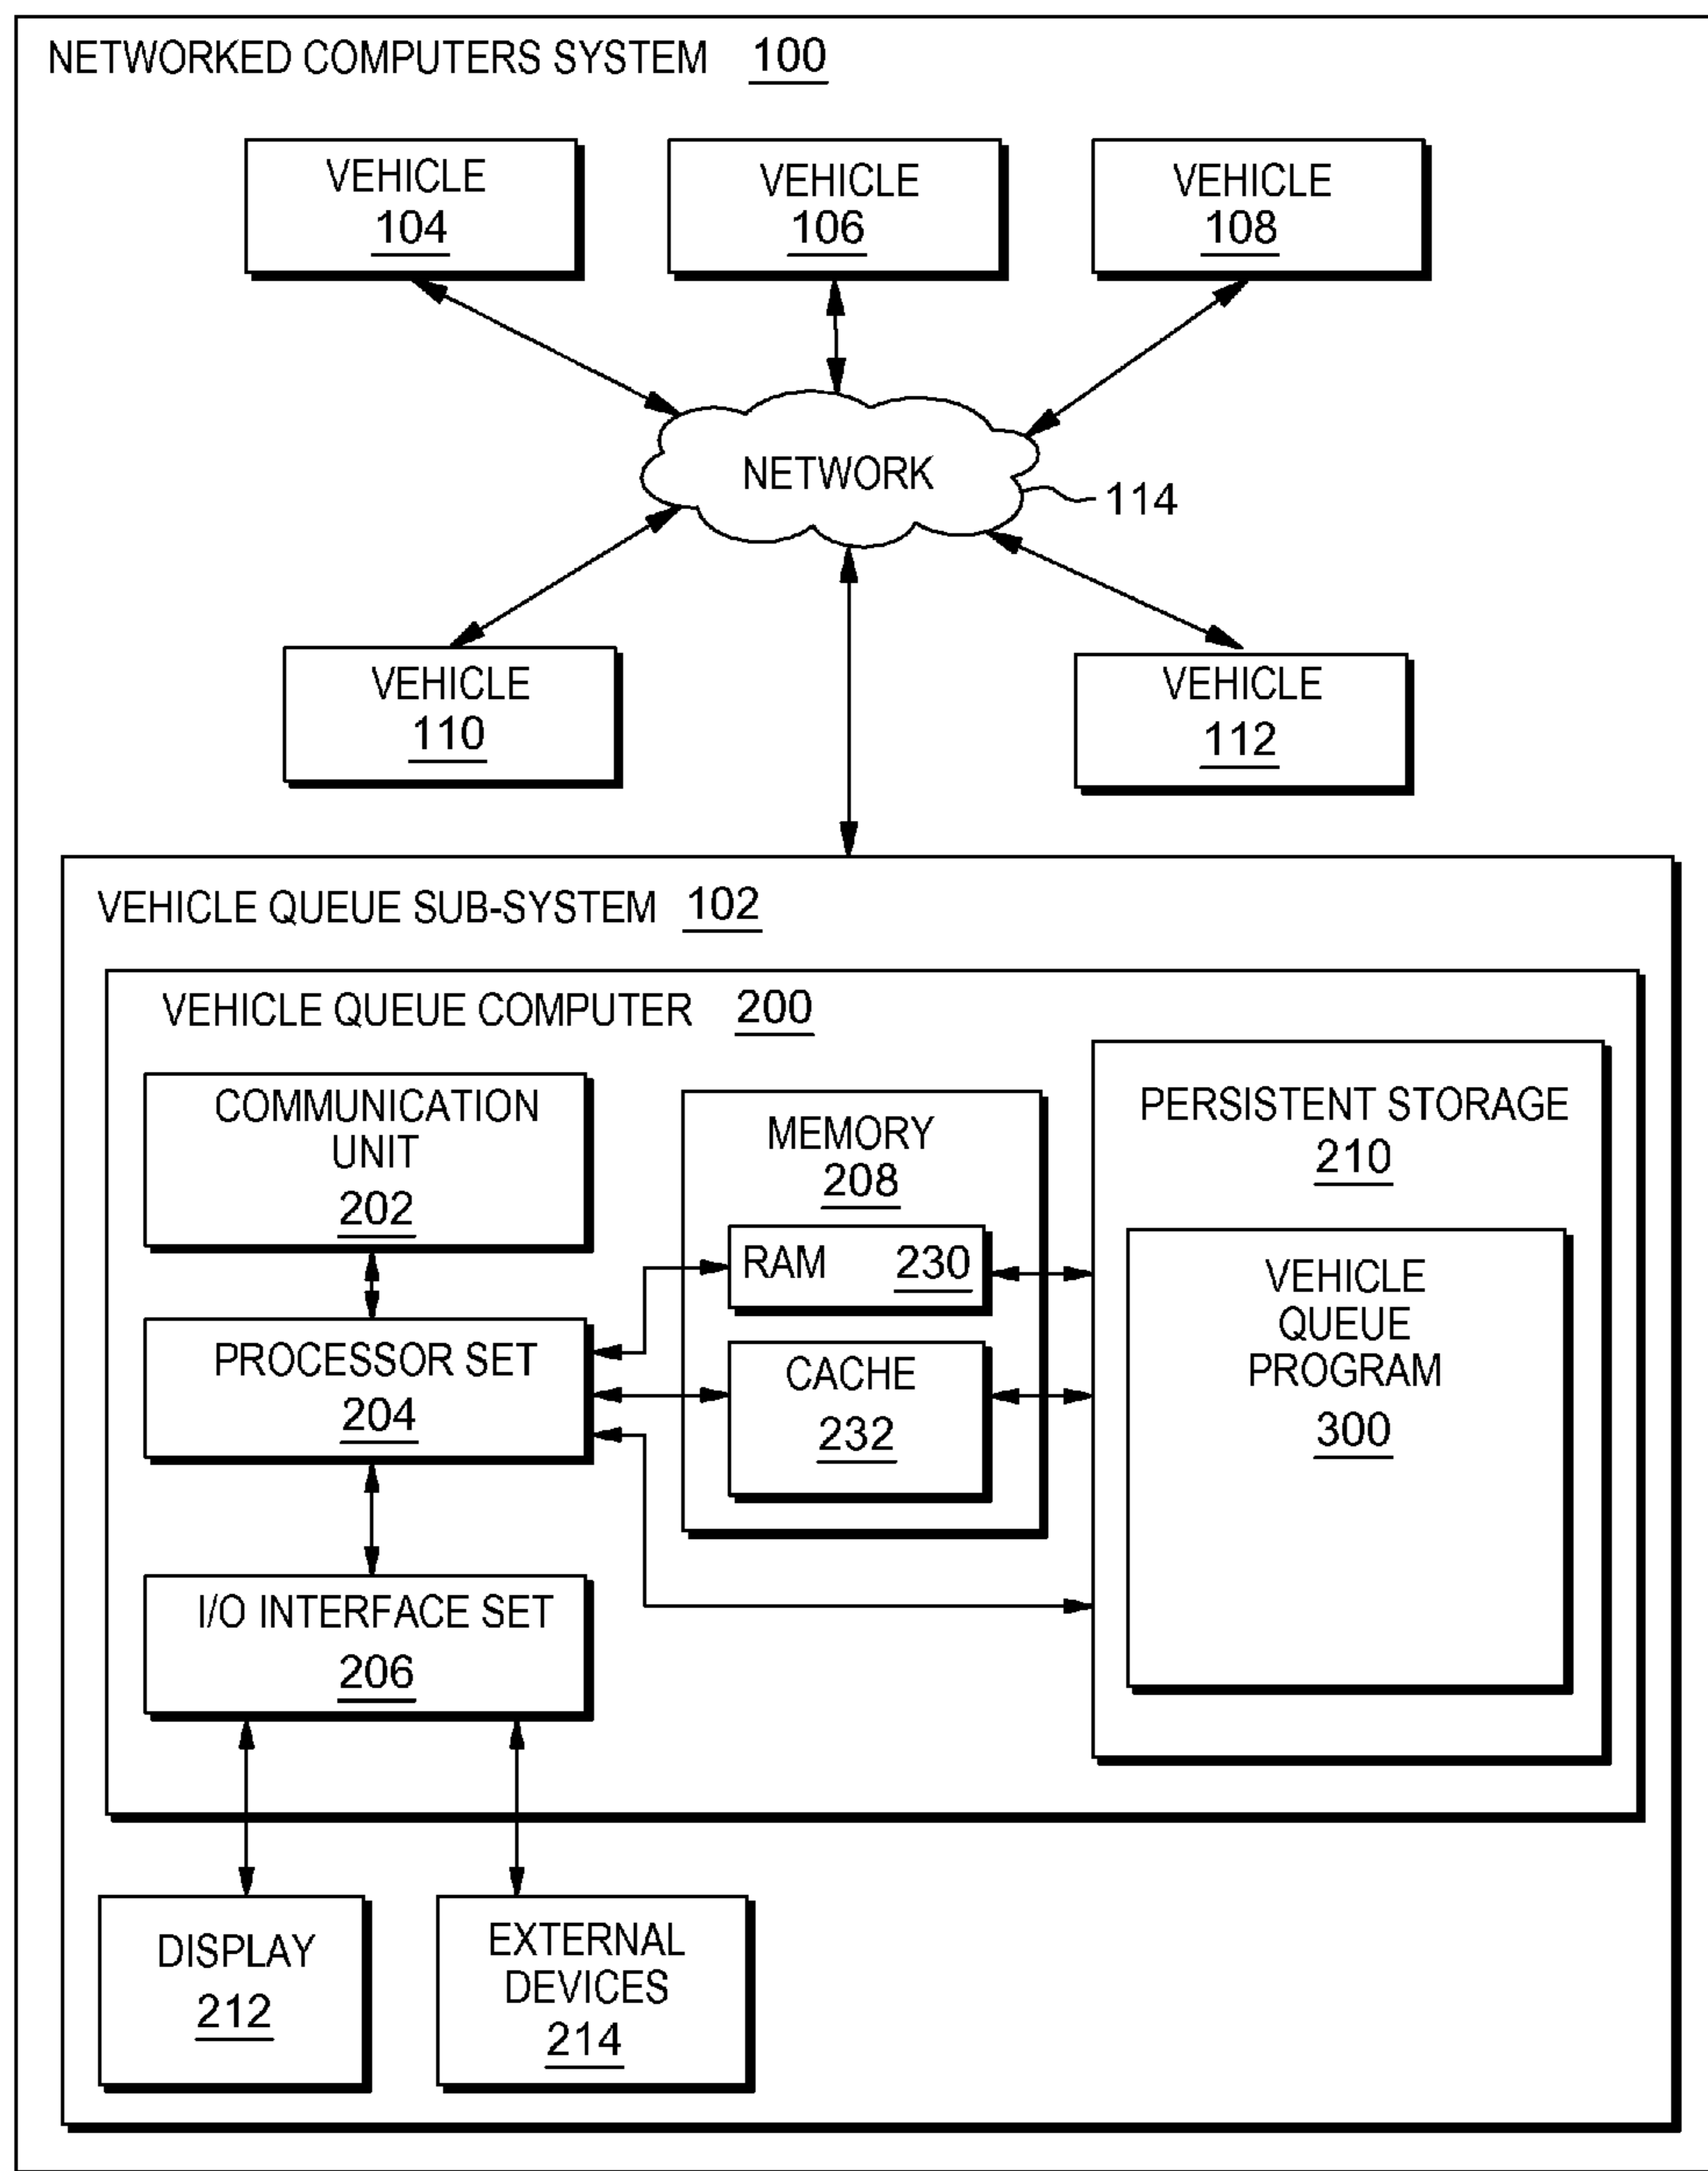 NETWORKED COMPUTERS SYSTEM 100
VEHICLE
104
VEHICLE
106
VEHICLE
108
NETWORK
114
VEHICLE
110
VEHICLE
112
VEHICLE QUEUE SUB-SYSTEM 102
VEHICLE QUEUE COMPUTER 200
COMMUNICATION
UNIT
202
PROCESSOR SET
204
I/O INTERFACE SET
206
MEMORY
208
RAM 230
CACHE
232
PERSISTENT STORAGE
210
VEHICLE
QUEUE
PROGRAM
300
DISPLAY
212
EXTERNAL
DEVICES
214